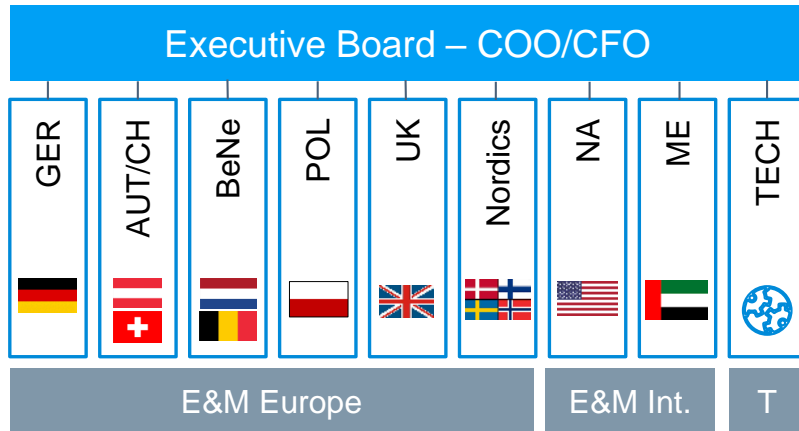 Executive Board – COO/CFO
GER
AUT/CH
BeNe
POL
UK
Nordics
NA
ME
TECH
E&M Europe
E&M Int.
T